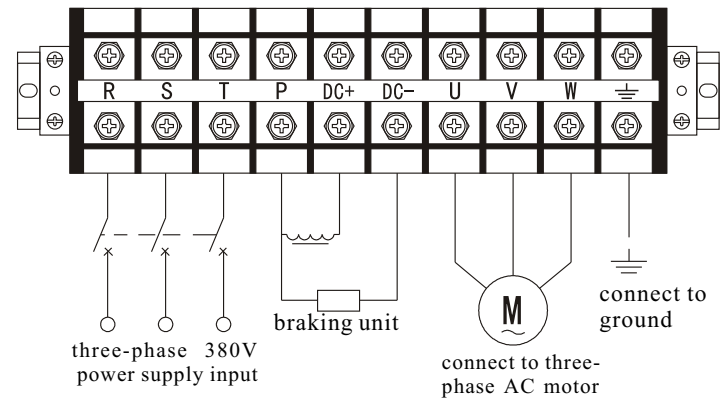 R S T P DC+ DC- U V W
M
braking unit
connect to
ground
three-phase 380V
power supply input
connect to three-
phase AC motor